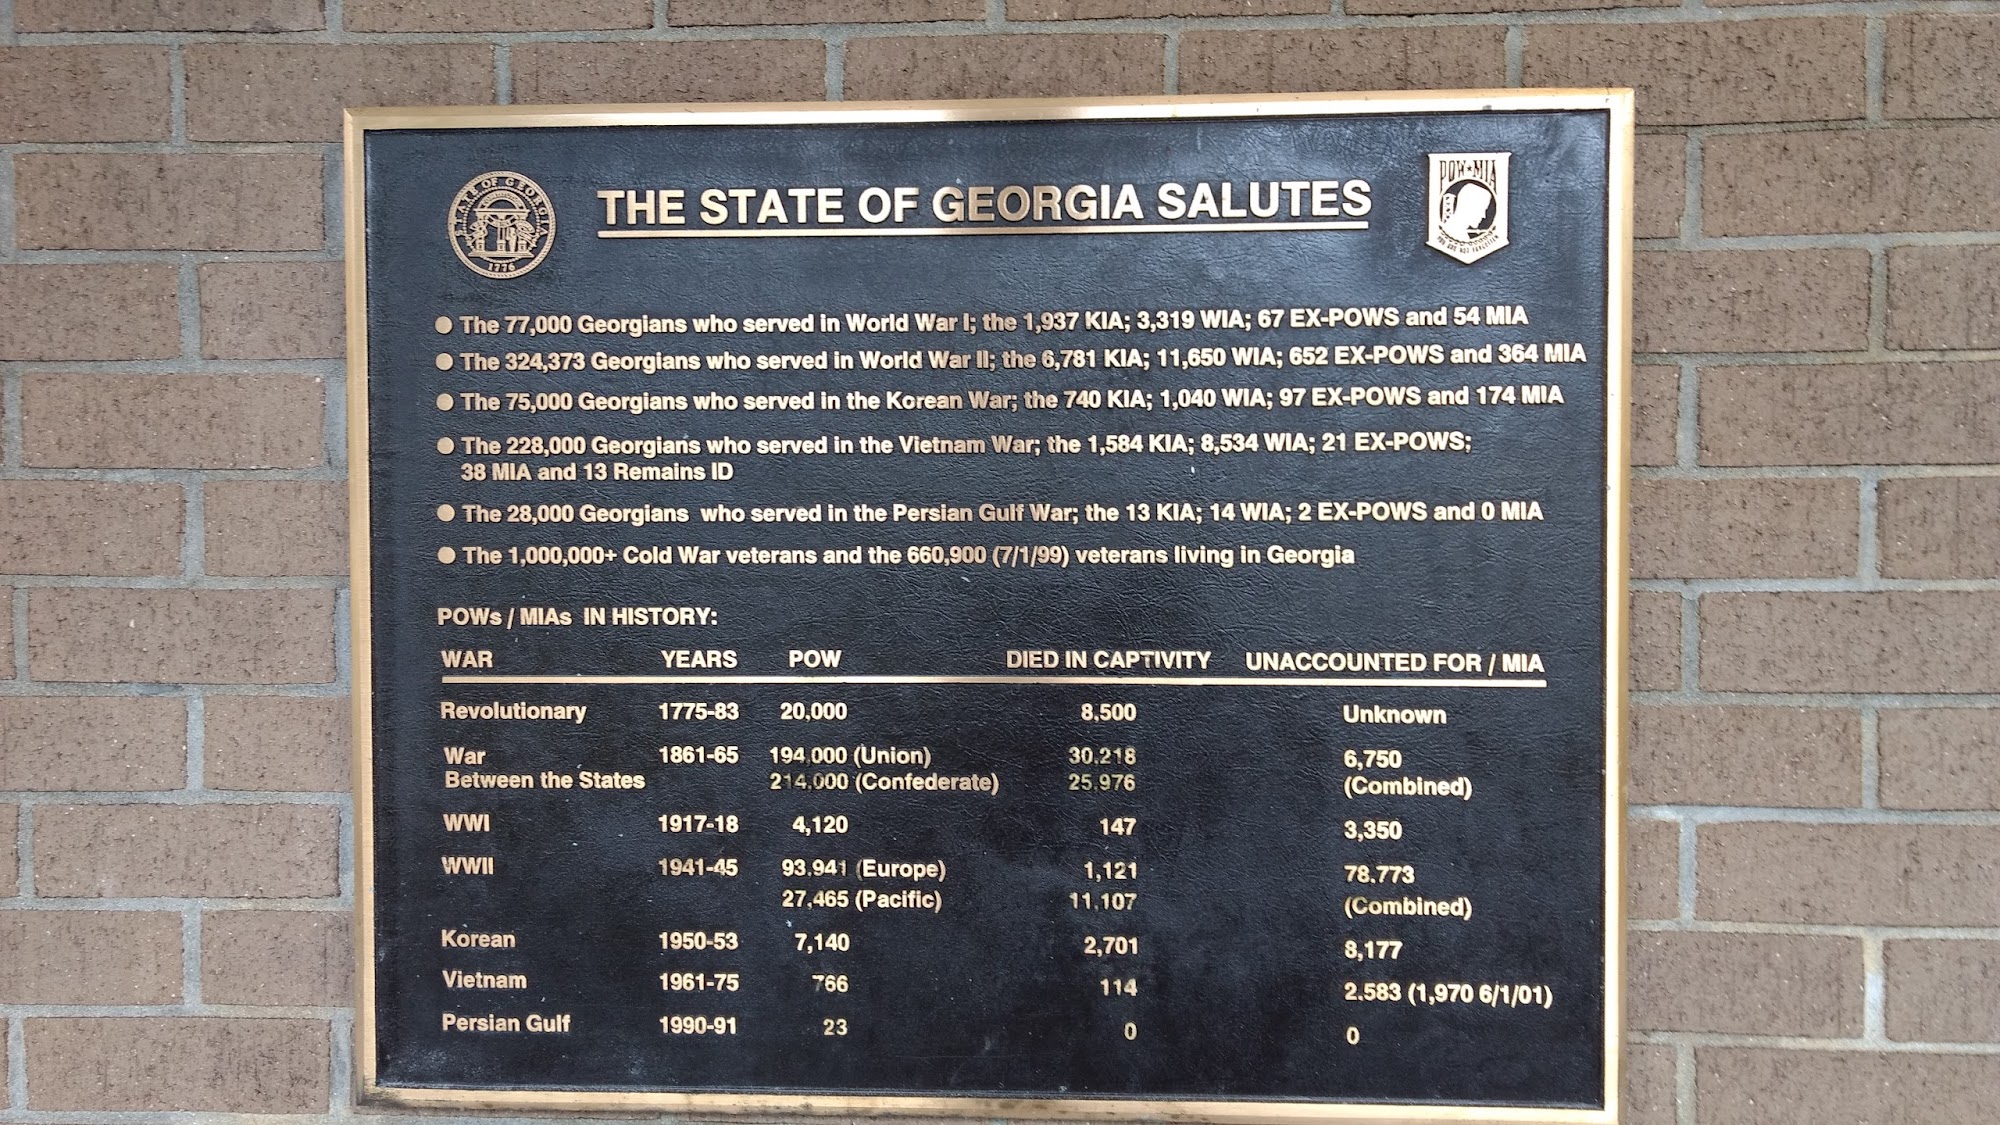 STATE OF GEORGIA
1776
THE STATE OF GEORGIA SALUTES
POW★MIA
YOU ARE NOT FORGOTTEN
● The 77,000 Georgians who served in World War I; the 1,937 KIA; 3,319 WIA; 67 EX-POWS and 54 MIA
● The 324,373 Georgians who served in World War II; the 6,781 KIA; 11,650 WIA; 652 EX-POWS and 364 MIA
● The 75,000 Georgians who served in the Korean War; the 740 KIA; 1,040 WIA; 97 EX-POWS and 174 MIA
● The 228,000 Georgians who served in the Vietnam War; the 1,584 KIA; 8,534 WIA; 21 EX-POWS;
38 MIA and 13 Remains ID
● The 28,000 Georgians who served in the Persian Gulf War; the 13 KIA; 14 WIA; 2 EX-POWS and 0 MIA
● The 1,000,000+ Cold War veterans and the 660,900 (7/1/99) veterans living in Georgia
POWs / MIAs IN HISTORY:
WAR YEARS POW DIED IN CAPTIVITY UNACCOUNTED FOR / MIA
Revolutionary 1775-83 20,000 8,500 Unknown
War 1861-65 194,000 (Union) 30,218 6,750
Between the States 214,000 (Confederate) 25,976 (Combined)
WWI 1917-18 4,120 147 3,350
WWII 1941-45 93,941 (Europe) 1,121 78,773
27,465 (Pacific) 11,107 (Combined)
Korean 1950-53 7,140 2,701 8,177
Vietnam 1961-75 766 114 2.583 (1,970 6/1/01)
Persian Gulf 1990-91 23 0 0